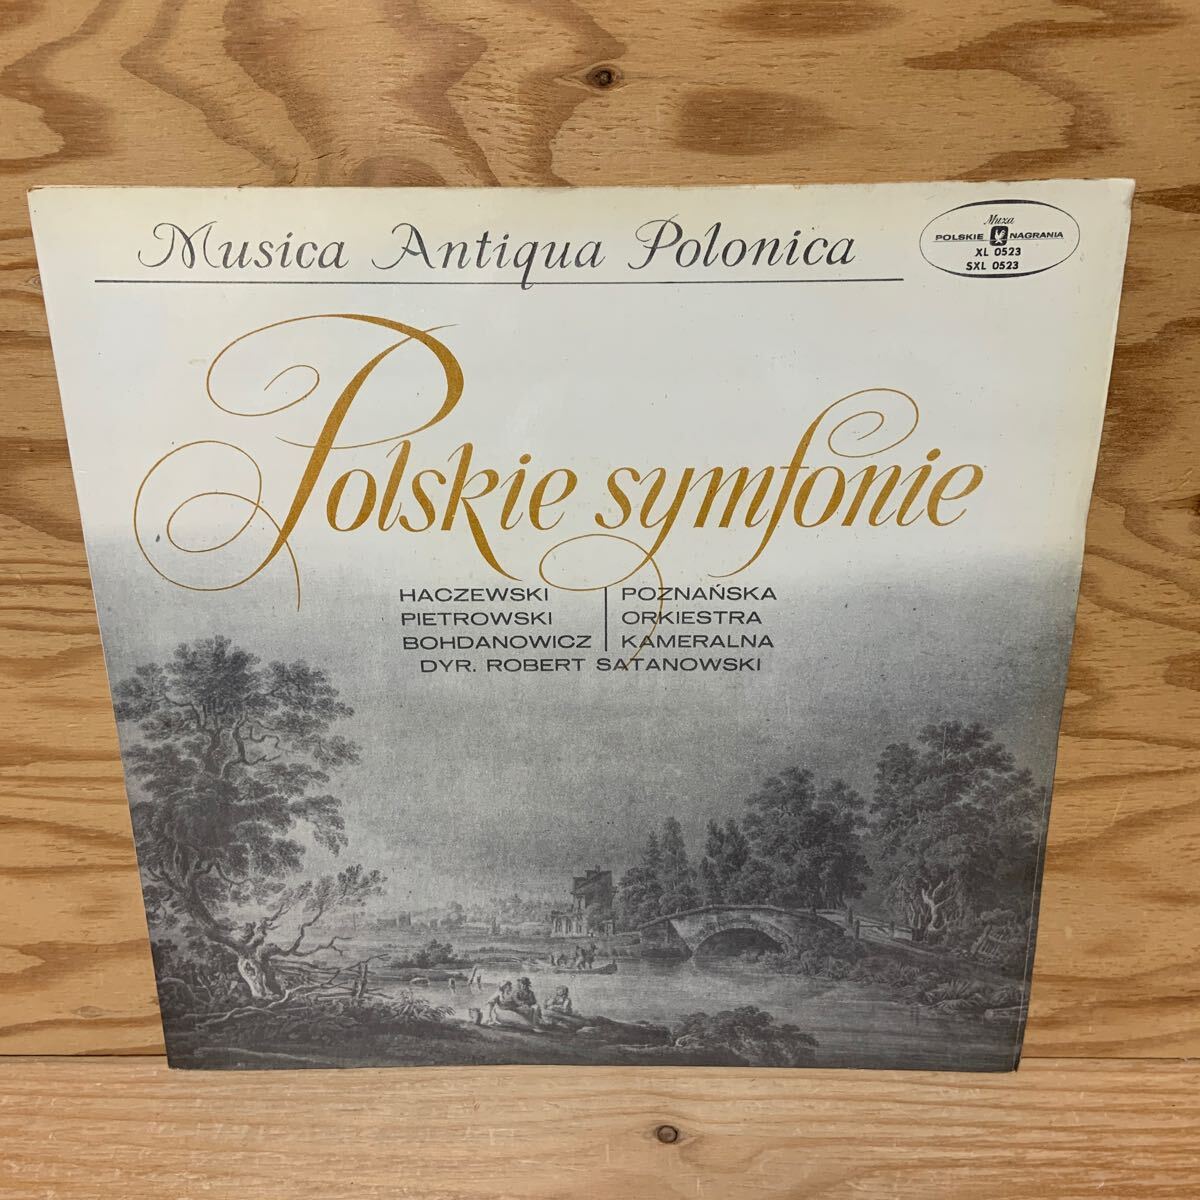 Musica Antiqua Polonica
Muza
POLSKIE NAGRANIA
XL 0523
SXL 0523
Polskie symfonie
HACZEWSKI
PIETROWSKI
BOHDANOWICZ
POZNAŃSKA
ORKIESTRA
KAMERALNA
DYR. ROBERT SATANOWSKI